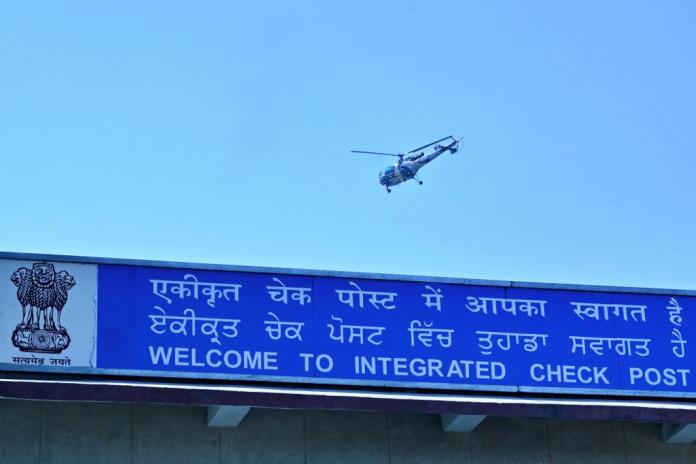 एकीकृत चेक पोस्ट में आपका स्वागत है
ਏਕੀਕ੍ਰਤ ਚੇਕ ਪੋਸਟ ਵਿੱਚ ਤੁਹਾਡਾ ਸਵਾਗਤ ਹੈ
WELCOME TO INTEGRATED CHECK POST
सत्यमेव जयते